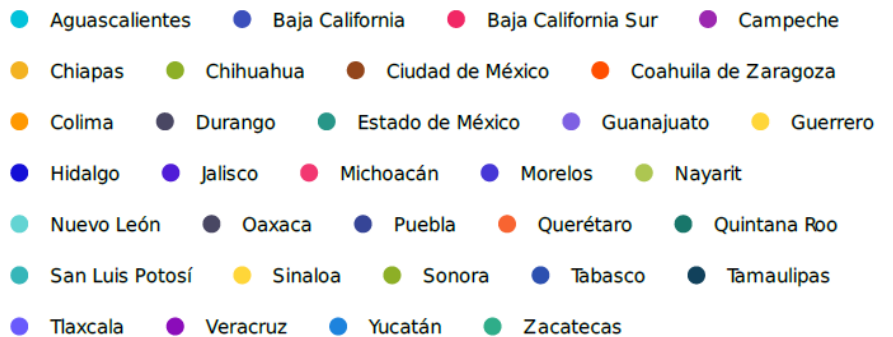 Aguascalientes Baja California Baja California Sur Campeche
Chiapas Chihuahua Ciudad de México Coahuila de Zaragoza
Colima Durango Estado de México Guanajuato Guerrero
Hidalgo Jalisco Michoacán Morelos Nayarit
Nuevo León Oaxaca Puebla Querétaro Quintana Roo
San Luis Potosí Sinaloa Sonora Tabasco Tamaulipas
Tlaxcala Veracruz Yucatán Zacatecas